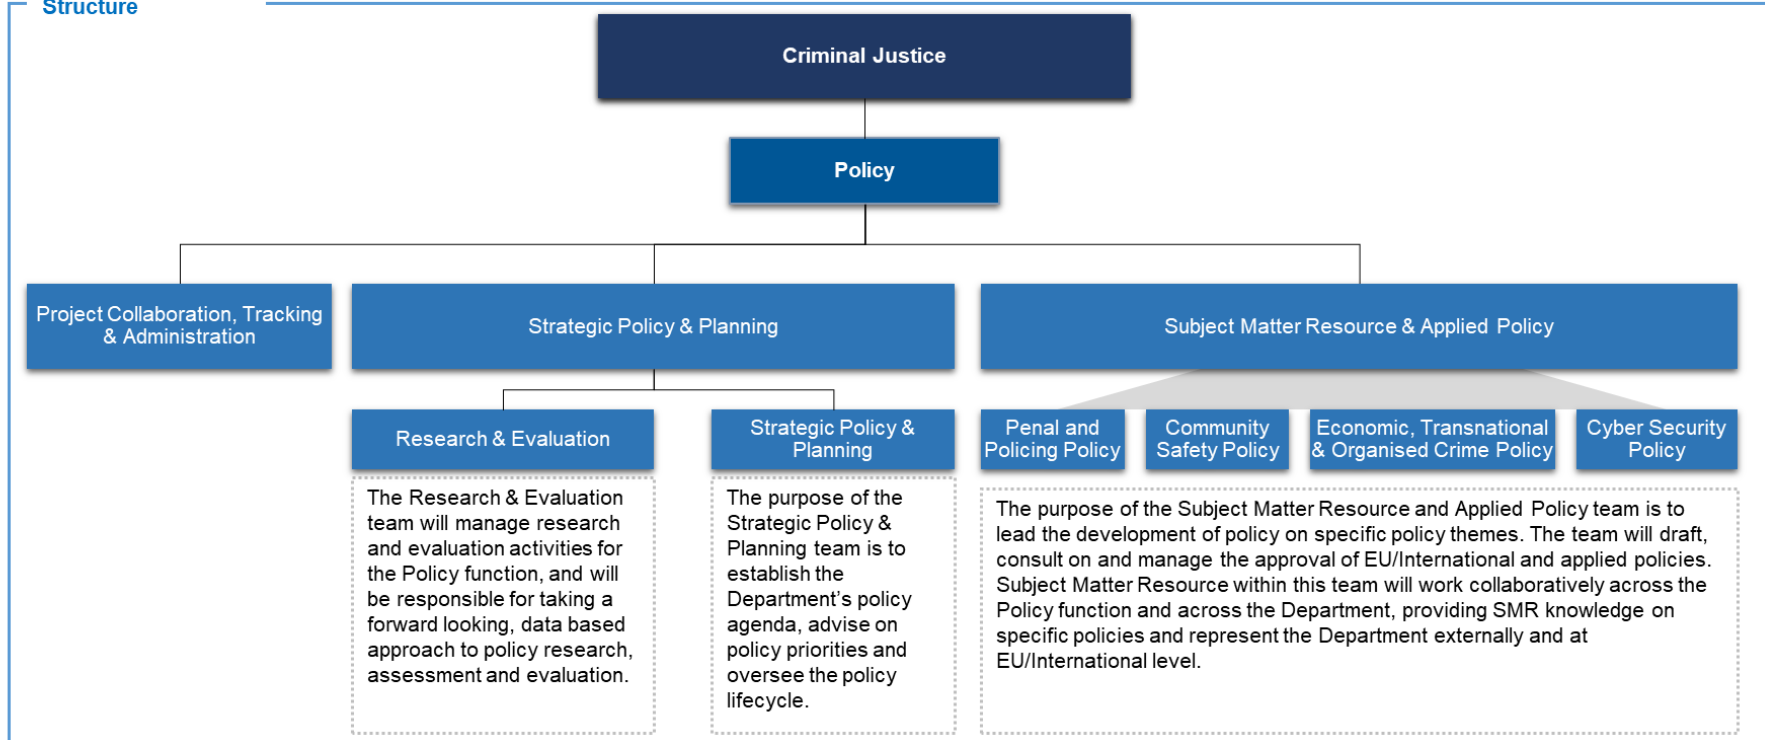 Structure
Criminal Justice
Policy
Project Collaboration, Tracking
& Administration
Strategic Policy & Planning
Subject Matter Resource & Applied Policy
Research & Evaluation
Strategic Policy &
Planning
Penal and
Policing Policy
Community
Safety Policy
Economic, Transnational
& Organised Crime Policy
Cyber Security
Policy
The Research & Evaluation
team will manage research
and evaluation activities for
the Policy function, and will
be responsible for taking a
forward looking, data based
approach to policy research,
assessment and evaluation.
The purpose of the
Strategic Policy &
Planning team is to
establish the
Department's policy
agenda, advise on
policy priorities and
oversee the policy
lifecycle.
The purpose of the Subject Matter Resource and Applied Policy team is to
lead the development of policy on specific policy themes. The team will draft,
consult on and manage the approval of EU/International and applied policies.
Subject Matter Resource within this team will work collaboratively across the
Policy function and across the Department, providing SMR knowledge on
specific policies and represent the Department externally and at
EU/International level.